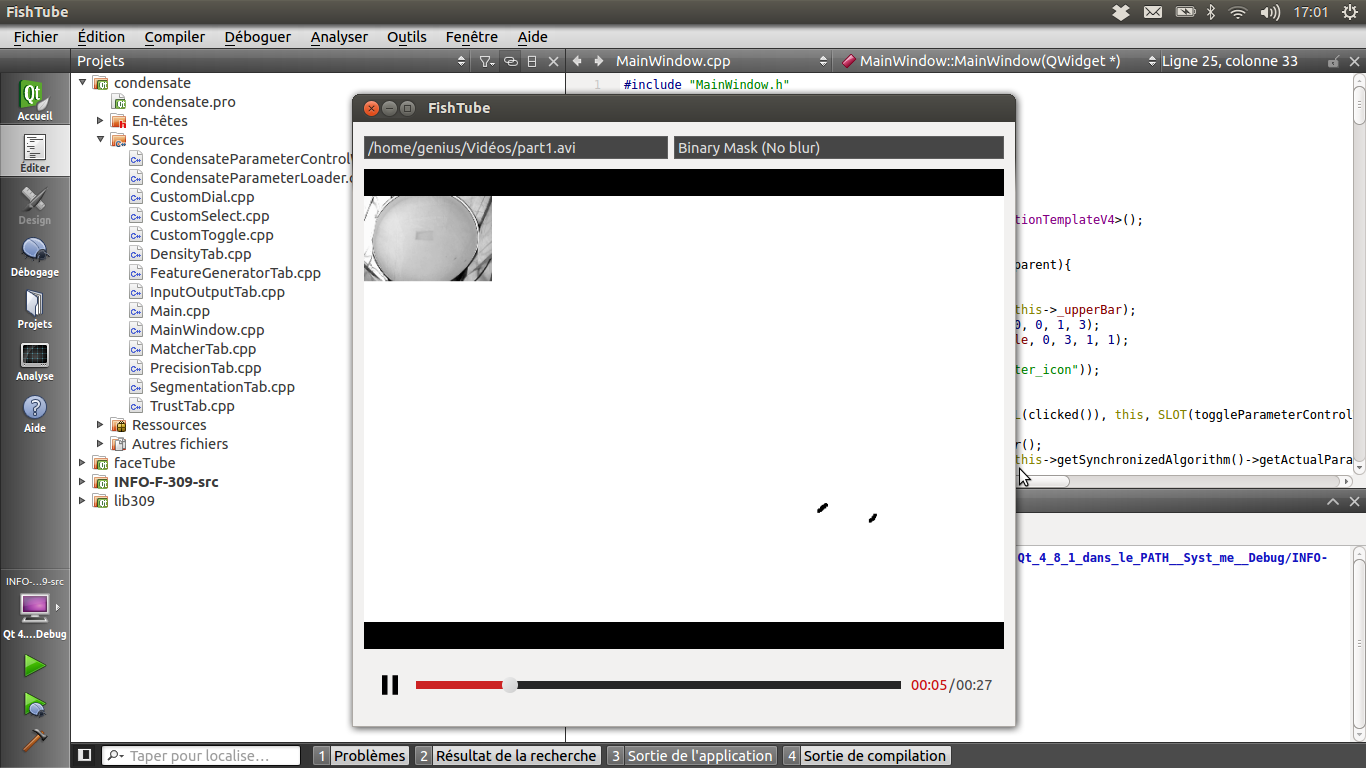 FishTube
17:01
Fichier Édition Compiler Déboguer Analyser Outils Fenêtre Aide
Projets
MainWindow.cpp
MainWindow::MainWindow(QWidget *)
Ligne 25, colonne 33
Accueil
Éditer
Design
Débogage
Projets
Analyse
Aide
INFO-...9-src
Qt 4....Debug
condensate
condensate.pro
En-têtes
Sources
CondensateParameterControl
CondensateParameterLoader.
CustomDial.cpp
CustomSelect.cpp
CustomToggle.cpp
DensityTab.cpp
FeatureGeneratorTab.cpp
InputOutputTab.cpp
Main.cpp
MainWindow.cpp
MatcherTab.cpp
PrecisionTab.cpp
SegmentationTab.cpp
TrustTab.cpp
Ressources
Autres fichiers
faceTube
INFO-F-309-src
lib309
1 #include "MainWindow.h"
tionTemplateV4>();
parent){
this->_upperBar);
0, 0, 1, 3);
le, 0, 3, 1, 1);
ter_icon"));
L(clicked()), this, SLOT(toggleParameterControl
r();
this->getSynchronizedAlgorithm()->getActualPara
Qt_4_8_1_dans_le_PATH__Syst_me__Debug/INFO-
FishTube
/home/genius/Vidéos/part1.avi
Binary Mask (No blur)
00:05/00:27
Taper pour localise...
1 Problèmes
2 Résultat de la recherche
3 Sortie de l'application
4 Sortie de compilation